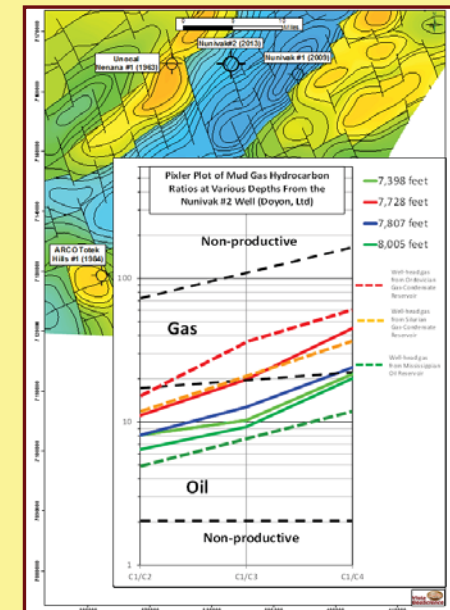 Nunivak#2 (2013)
Unocal
Nenana #1 (1963)
Nunivak #1 (2009)
ARCO Totek
Hills #1 (1984)
Pixler Plot of Mud Gas Hydrocarbon
Ratios at Various Depths From the
Nunivak #2 Well (Doyon, Ltd)
7,398 feet
7,728 feet
7,807 feet
8,005 feet
Well-head gas
from Ordovician
Gas-Condensate
Reservoir
Well-head gas
from Silurian
Gas-Condensate
Reservoir
Well-head gas
from Mississippian
Oil Reservoir
Non-productive
100
Gas
10
Oil
Non-productive
1
C1/C2
C1/C3
C1/C4